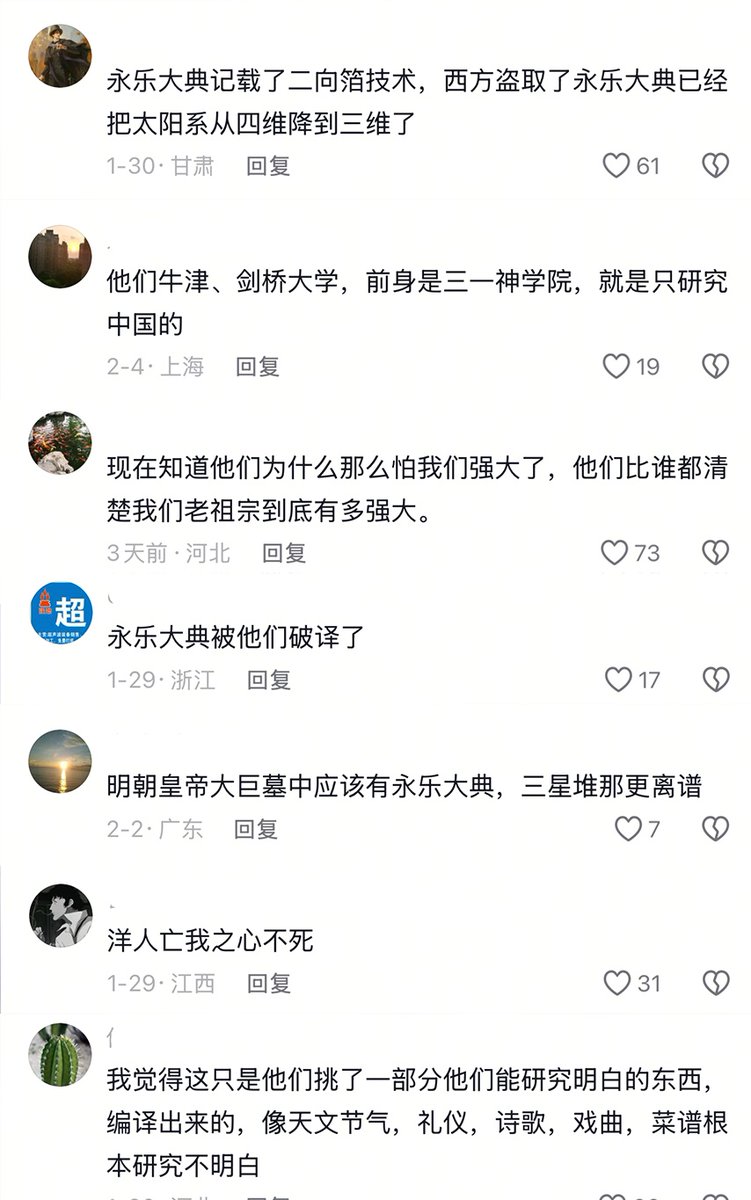 永乐大典记载了二向箔技术，西方盗取了永乐大典已经
把太阳系从四维降到三维了
1-30·甘肃 回复 61
他们牛津、剑桥大学，前身是三一神学院，就是只研究
中国的
2-4·上海 回复 19
现在知道他们为什么那么怕我们强大了，他们比谁都清
楚我们老祖宗到底有多强大。
3天前·河北 回复 73
超
永乐大典被他们破译了
1-29·浙江 回复 17
明朝皇帝大巨墓中应该有永乐大典，三星堆那更离谱
2-2·广东 回复 7
洋人亡我之心不死
1-29·江西 回复 31
我觉得这只是他们挑了一部分他们能研究明白的东西，
编译出来的，像天文节气，礼仪，诗歌，戏曲，菜谱根
本研究不明白